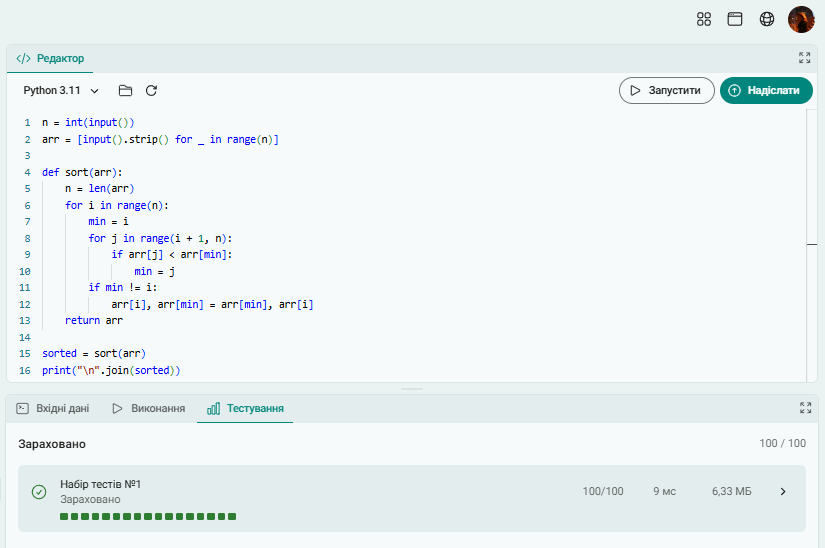 </> Редактор
Python 3.11
Запустити
Надіслати
1 n = int(input())
2 arr = [input().strip() for _ in range(n)]
3
4 def sort(arr):
5     n = len(arr)
6     for i in range(n):
7         min = i
8         for j in range(i + 1, n):
9             if arr[j] < arr[min]:
10                 min = j
11         if min != i:
12             arr[i], arr[min] = arr[min], arr[i]
13     return arr
14
15 sorted = sort(arr)
16 print("\n".join(sorted))
Вхідні дані
Виконання
Тестування
Зараховано
100 / 100
Набір тестів №1
Зараховано
100/100
9 мс
6,33 МБ